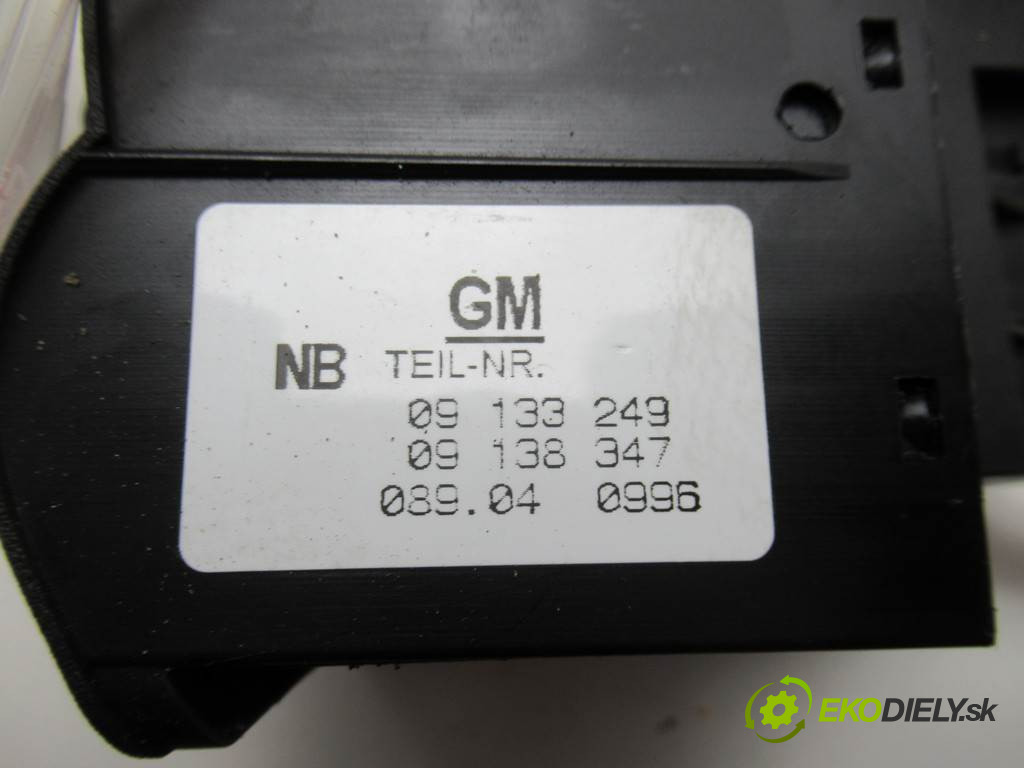 GM
NB TEIL-NR.
09 133 249
09 138 347
089.04 0996
EKODIELY.sk